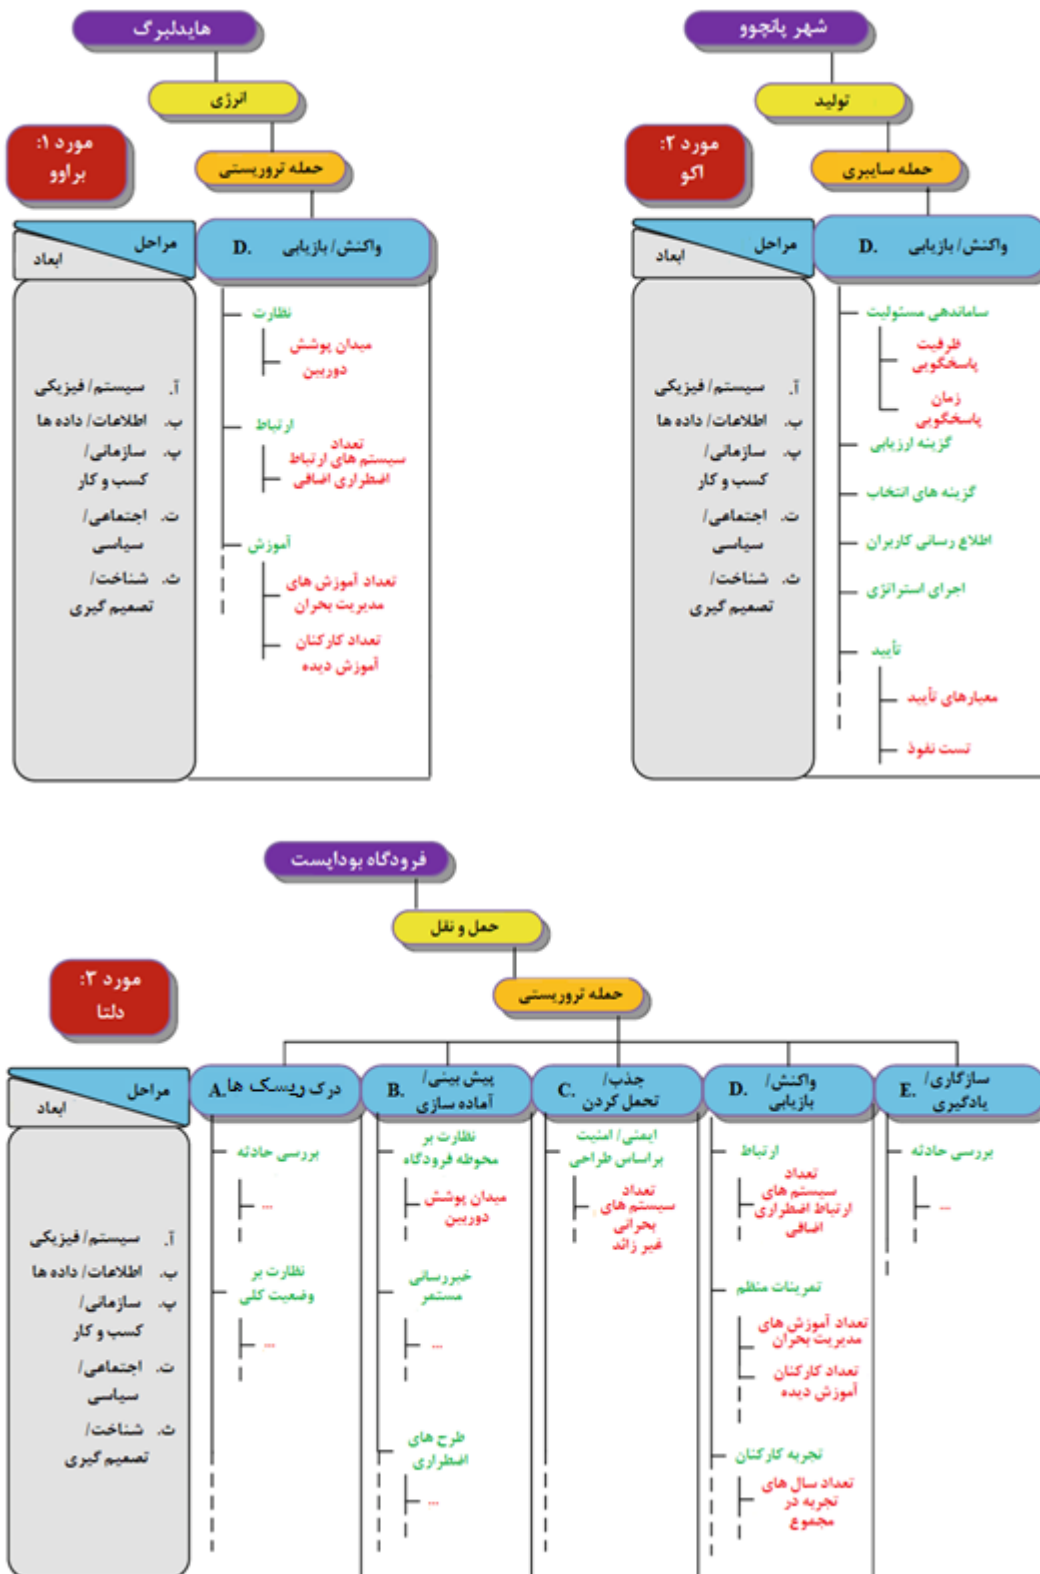 هایدلبرگ
انرژی
مورد ۱:
براوو
حمله تروریستی
مراحل
ابعاد
D. واکنش/ بازیابی
آ. سیستم/ فیزیکی
ب. اطلاعات/ داده ها
پ. سازمانی/
کسب و کار
ت. اجتماعی/
سیاسی
ث. شناخت/
تصمیم گیری
نظارت
میدان پوشش
دوربین
ارتباط
تعداد
سیستم های ارتباط
اضطراری اضافی
آموزش
تعداد آموزش های
مدیریت بحران
تعداد کارکنان
آموزش دیده
شهر پانچوو
تولید
مورد ۲:
اکو
حمله سایبری
مراحل
ابعاد
D. واکنش/ بازیابی
آ. سیستم/ فیزیکی
ب. اطلاعات/ داده ها
پ. سازمانی/
کسب و کار
ت. اجتماعی/
سیاسی
ث. شناخت/
تصمیم گیری
ساماندهی مسئولیت
ظرفیت
پاسخگویی
زمان
پاسخگویی
گزینه ارزیابی
گزینه های انتخاب
اطلاع رسانی کاربران
اجرای استراتژی
تأیید
معیارهای تأیید
تست نفوذ
فرودگاه بوداپست
حمل و نقل
مورد ۳:
دلتا
حمله تروریستی
مراحل
ابعاد
A. درک ریسک ها
B. پیش بینی/
آماده سازی
C. جذب/
تحمل کردن
D. واکنش/
بازیابی
E. سازگاری/
یادگیری
آ. سیستم/ فیزیکی
ب. اطلاعات/ داده ها
پ. سازمانی/
کسب و کار
ت. اجتماعی/
سیاسی
ث. شناخت/
تصمیم گیری
بررسی حادثه
...
نظارت بر
وضعیت کلی
...
نظارت بر
محوطه فرودگاه
میدان پوشش
دوربین
خبررسانی
مستمر
...
طرح های
اضطراری
...
ایمنی/ امنیت
براساس طراحی
تعداد
سیستم های
بحرانی
غیر زائد
ارتباط
تعداد
سیستم های
ارتباط اضطراری
اضافی
تمرینات منظم
تعداد آموزش های
مدیریت بحران
تعداد کارکنان
آموزش دیده
تجربه کارکنان
تعداد سال های
تجربه در
مجموع
بررسی حادثه
...